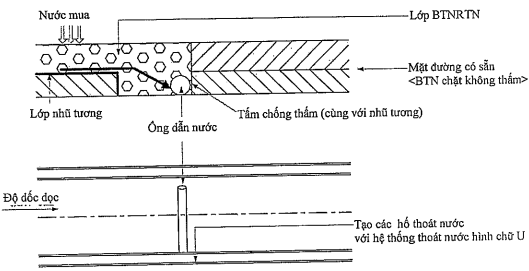 Nước mua
Lớp BTNRTN
Mặt đường có sẵn
<BTN chặt không thấm>
Lớp nhũ tương
Tấm chống thấm (cùng với nhũ tương)
Ống dẫn nước
Độ dốc dọc
Tạo các hố thoát nước
với hệ thống thoát nước hình chữ U